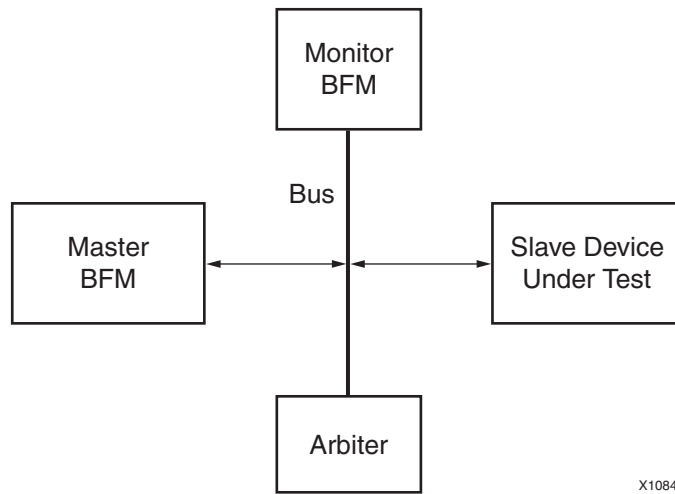 Monitor
BFM
Bus
Master
BFM
Slave Device
Under Test
Arbiter
X1084